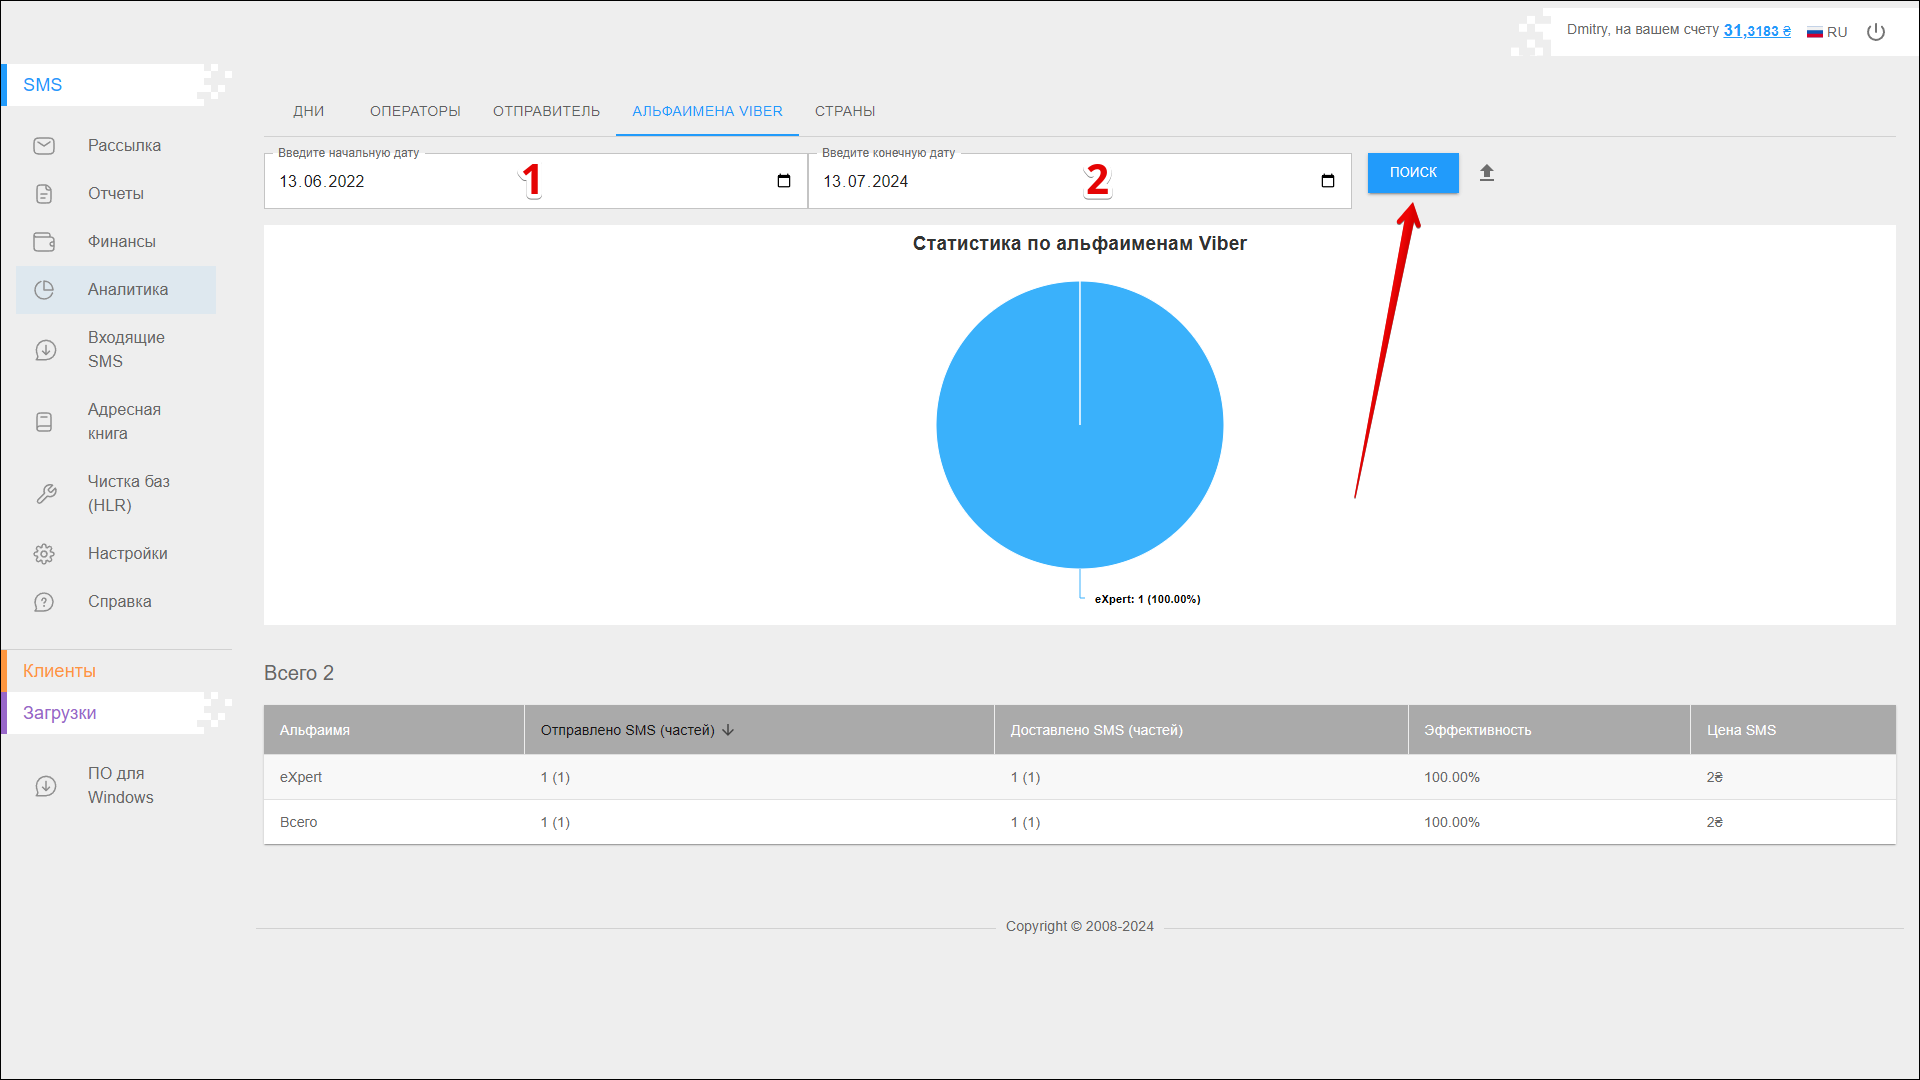 Dmitry, на вашем счету 31,3183 ₴ RU
SMS
Рассылка
Отчеты
Финансы
Аналитика
Входящие
SMS
Адресная
книга
Чистка баз
(HLR)
Настройки
Справка
Клиенты
Загрузки
ПО для
Windows
ДНИ ОПЕРАТОРЫ ОТПРАВИТЕЛЬ АЛЬФАИМЕНА VIBER СТРАНЫ
Введите начальную дату
13.06.2022
1
Введите конечную дату
13.07.2024
2
ПОИСК
Статистика по альфаименам Viber
eXpert: 1 (100.00%)
Всего 2
Альфаимя Отправлено SMS (частей) Доставлено SMS (частей) Эффективность Цена SMS
eXpert 1 (1) 1 (1) 100.00% 2₴
Всего 1 (1) 1 (1) 100.00% 2₴
Copyright © 2008-2024